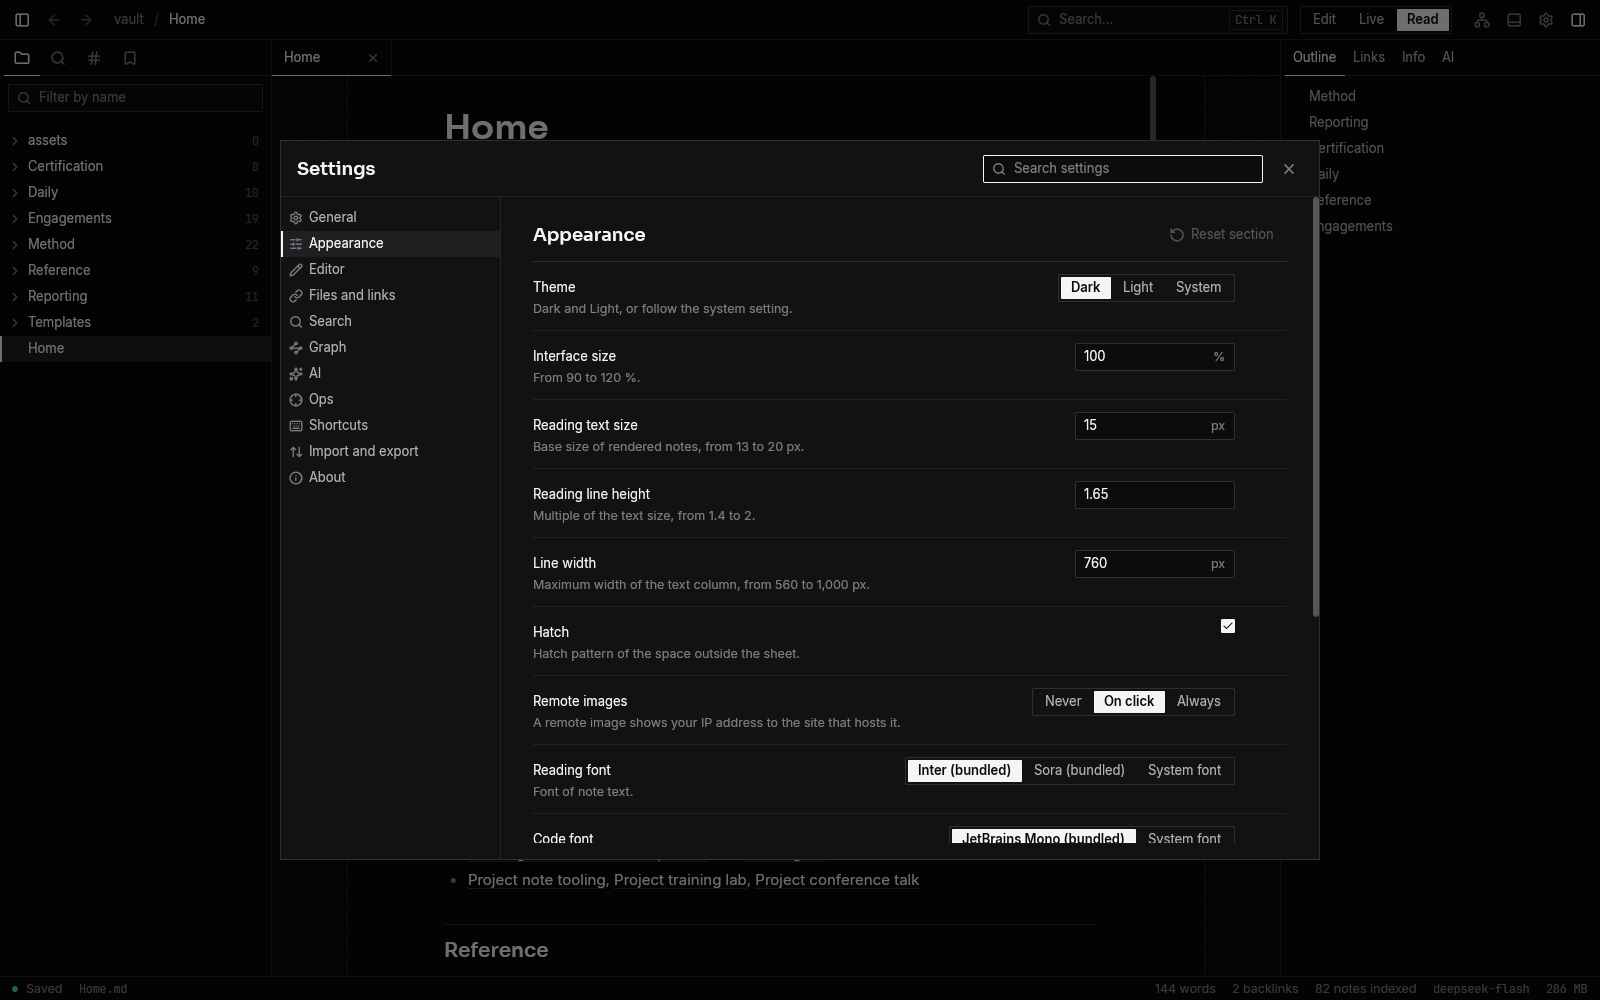 vault / Home
Search...
Ctrl K
Edit
Live
Read
Home
Outline
Links
Info
AI
Filter by name
assets 0
Certification 8
Daily 10
Engagements 19
Method 22
Reference 9
Reporting 11
Templates 2
Home
Home
Method
Reporting
ertification
aily
eference
ngagements
Settings
Search settings
General
Appearance
Editor
Files and links
Search
Graph
AI
Ops
Shortcuts
Import and export
About
Appearance
Reset section
Theme
Dark and Light, or follow the system setting.
Dark
Light
System
Interface size
From 90 to 120 %.
100 %
Reading text size
Base size of rendered notes, from 13 to 20 px.
15 px
Reading line height
Multiple of the text size, from 1.4 to 2.
1.65
Line width
Maximum width of the text column, from 560 to 1,000 px.
760 px
Hatch
Hatch pattern of the space outside the sheet.
Remote images
A remote image shows your IP address to the site that hosts it.
Never
On click
Always
Reading font
Font of note text.
Inter (bundled)
Sora (bundled)
System font
Code font
JetBrains Mono (bundled)
System font
Project note tooling, Project training lab, Project conference talk
Reference
Saved
Home.md
144 words
2 backlinks
82 notes indexed
deepseek-flash
286 MB